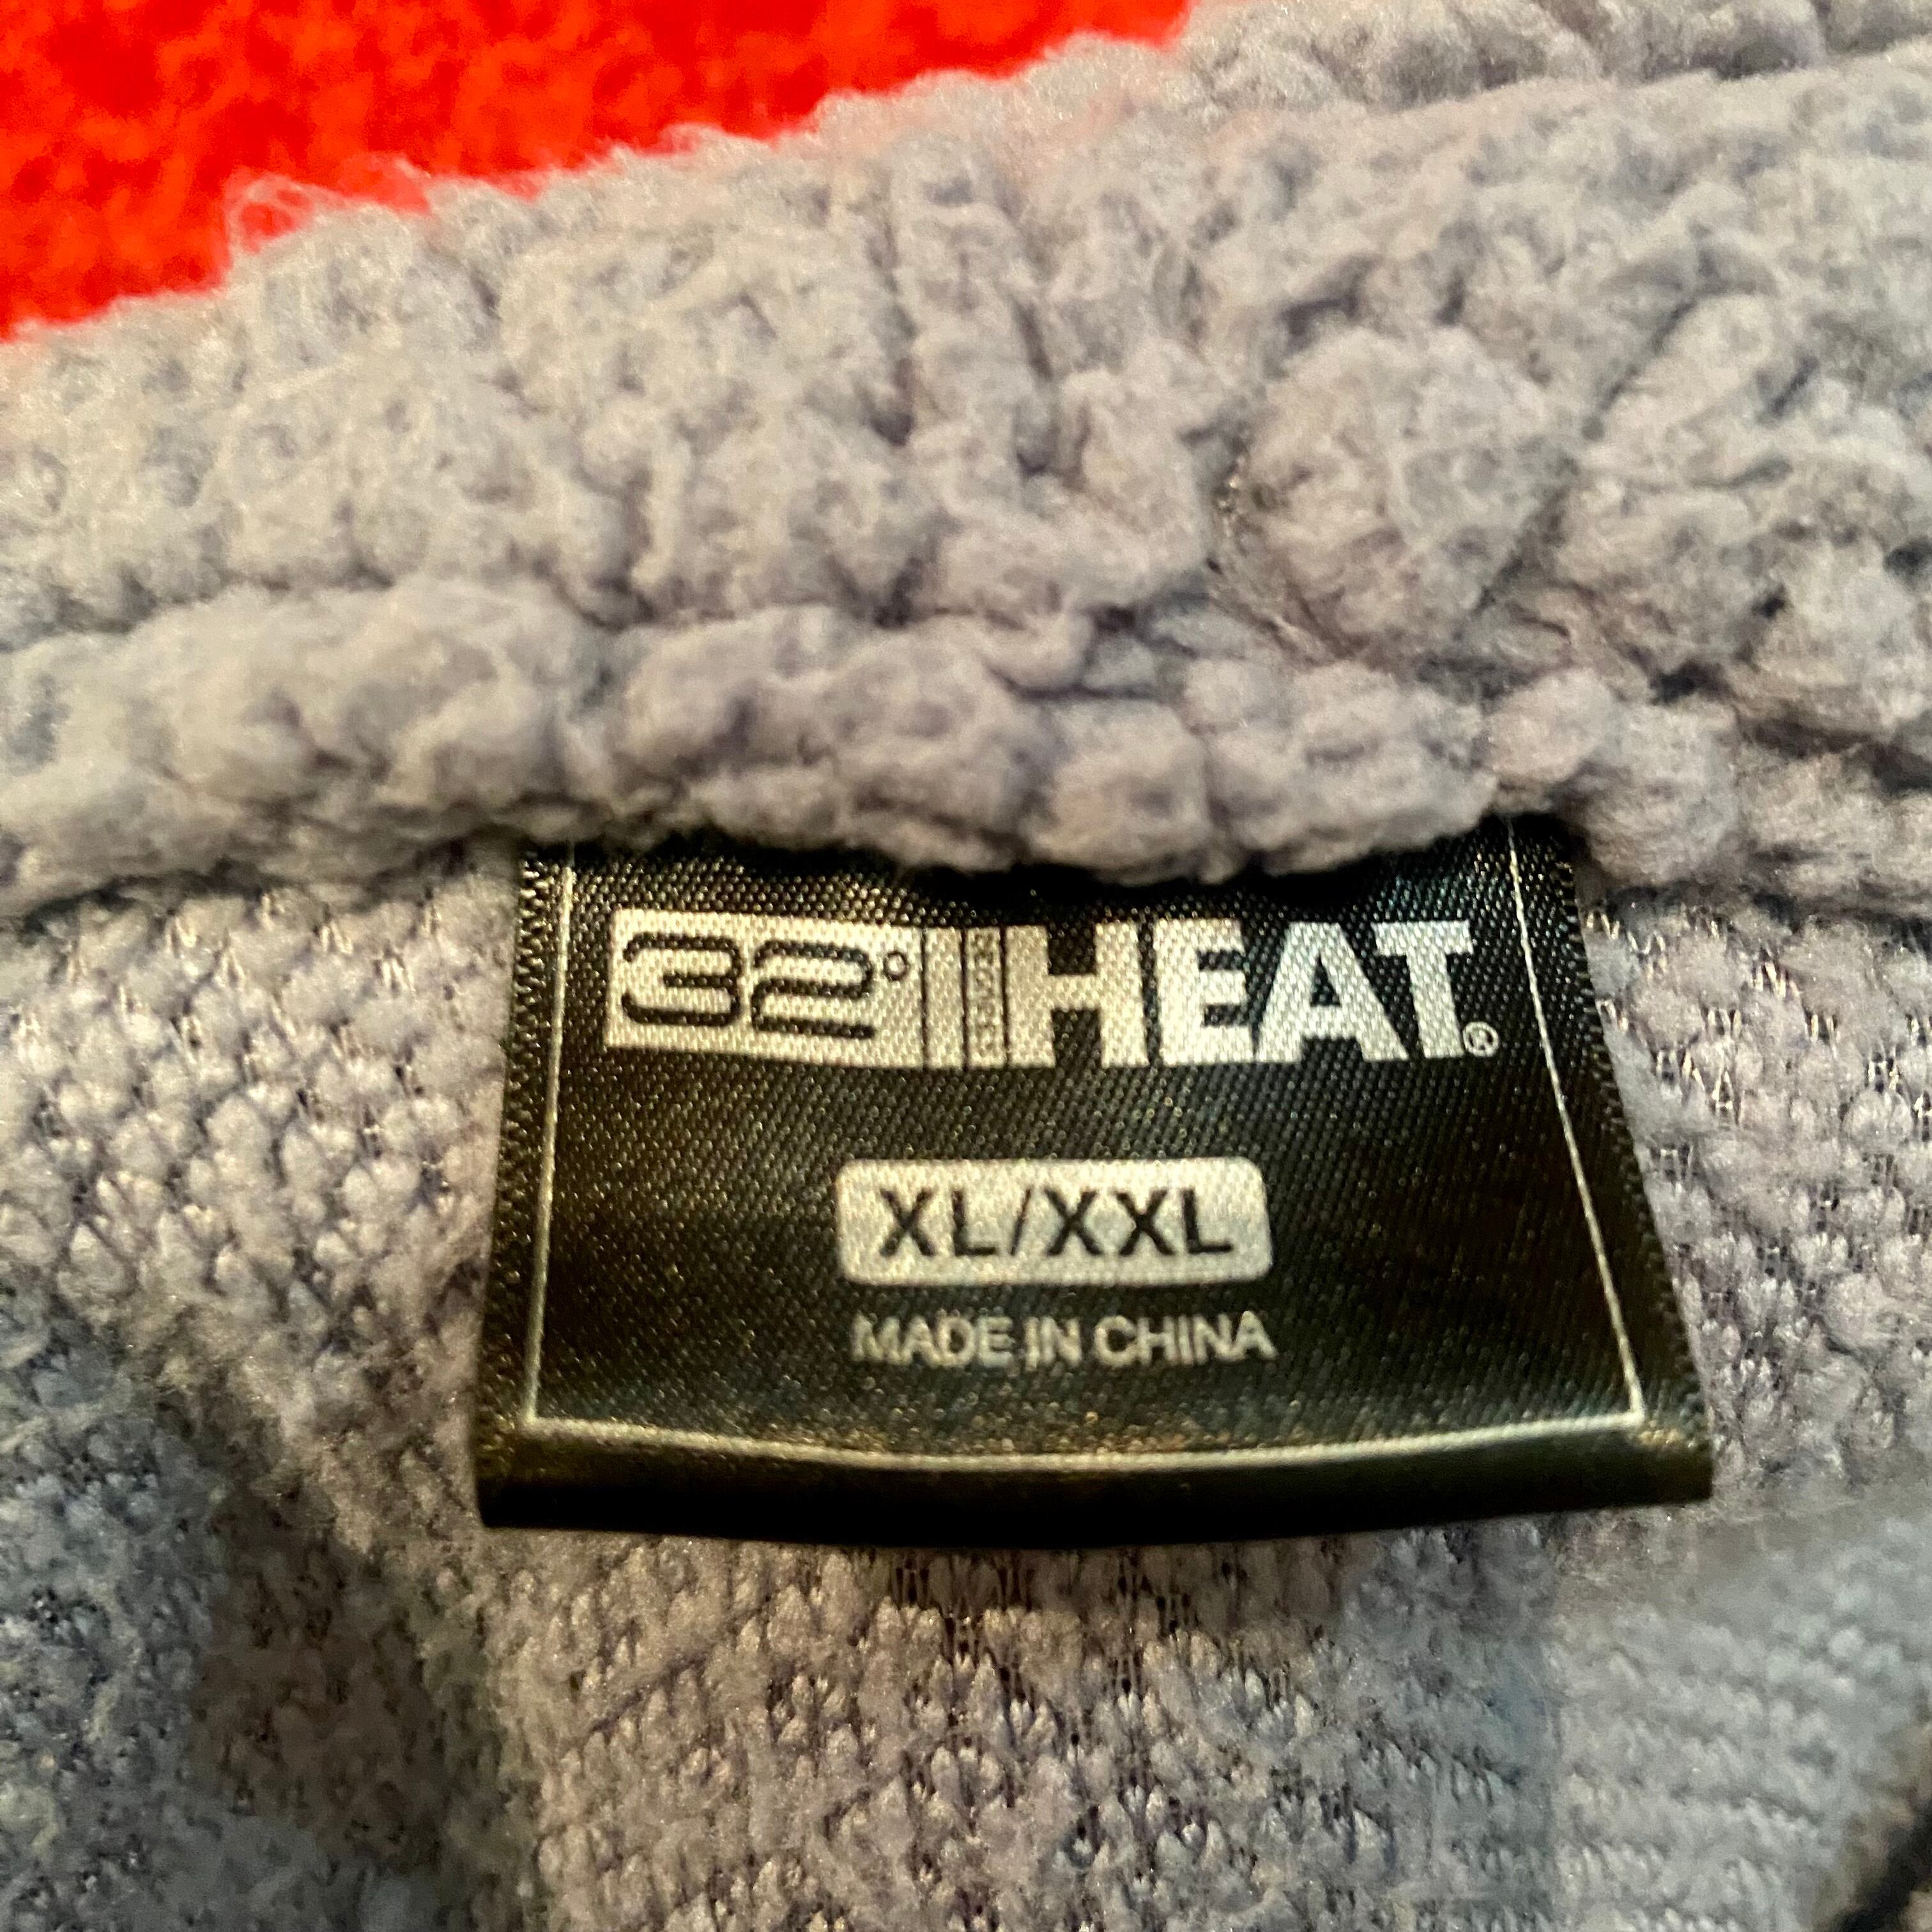 32° HEAT®
XL/XXL
MADE IN CHINA